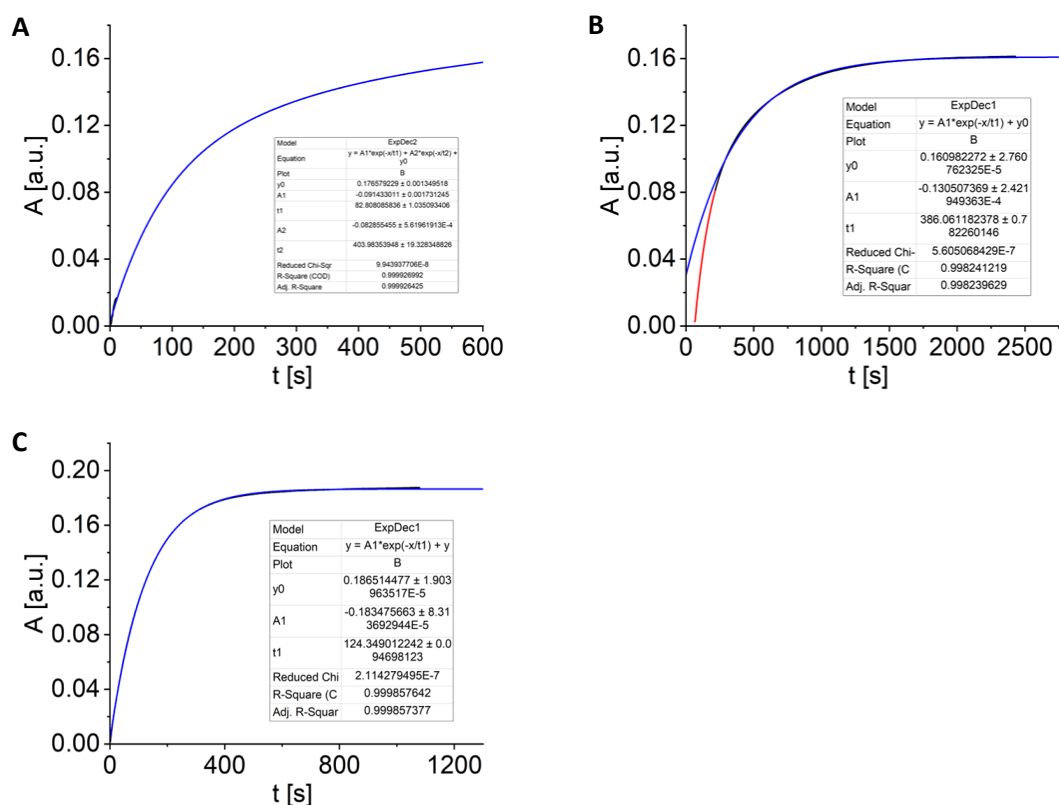 A
A [a.u.]
0.16
0.12
0.08
0.04
0.00
0 100 200 300 400 500 600
t [s]
Model ExpDec2
Equation y = A1*exp(-x/t1) + A2*exp(-x/t2) +
y0
Plot B
y0 0.176579229 ± 0.001349518
A1 -0.091433011 ± 0.001731245
t1 82.808085836 ± 1.035093406
A2 -0.082855455 ± 5.61961913E-4
t2 403.98353948 ± 19.328348826
Reduced Chi-Sqr 9.943937706E-8
R-Square (COD) 0.999926992
Adj. R-Square 0.999926425
B
A [a.u.]
0.16
0.12
0.08
0.04
0.00
0 500 1000 1500 2000 2500
t [s]
Model ExpDec1
Equation y = A1*exp(-x/t1) + y0
Plot B
y0 0.160982272 ± 2.760
762325E-5
A1 -0.130507369 ± 2.421
949363E-4
t1 386.061182378 ± 0.7
82260146
Reduced Chi- 5.605068429E-7
R-Square (C 0.998241219
Adj. R-Squar 0.998239629
C
A [a.u.]
0.20
0.16
0.12
0.08
0.04
0.00
0 400 800 1200
t [s]
Model ExpDec1
Equation y = A1*exp(-x/t1) + y
Plot B
y0 0.186514477 ± 1.903
963517E-5
A1 -0.183475663 ± 8.31
3692944E-5
t1 124.349012242 ± 0.0
94698123
Reduced Chi 2.114279495E-7
R-Square (C 0.999857642
Adj. R-Squar 0.999857377